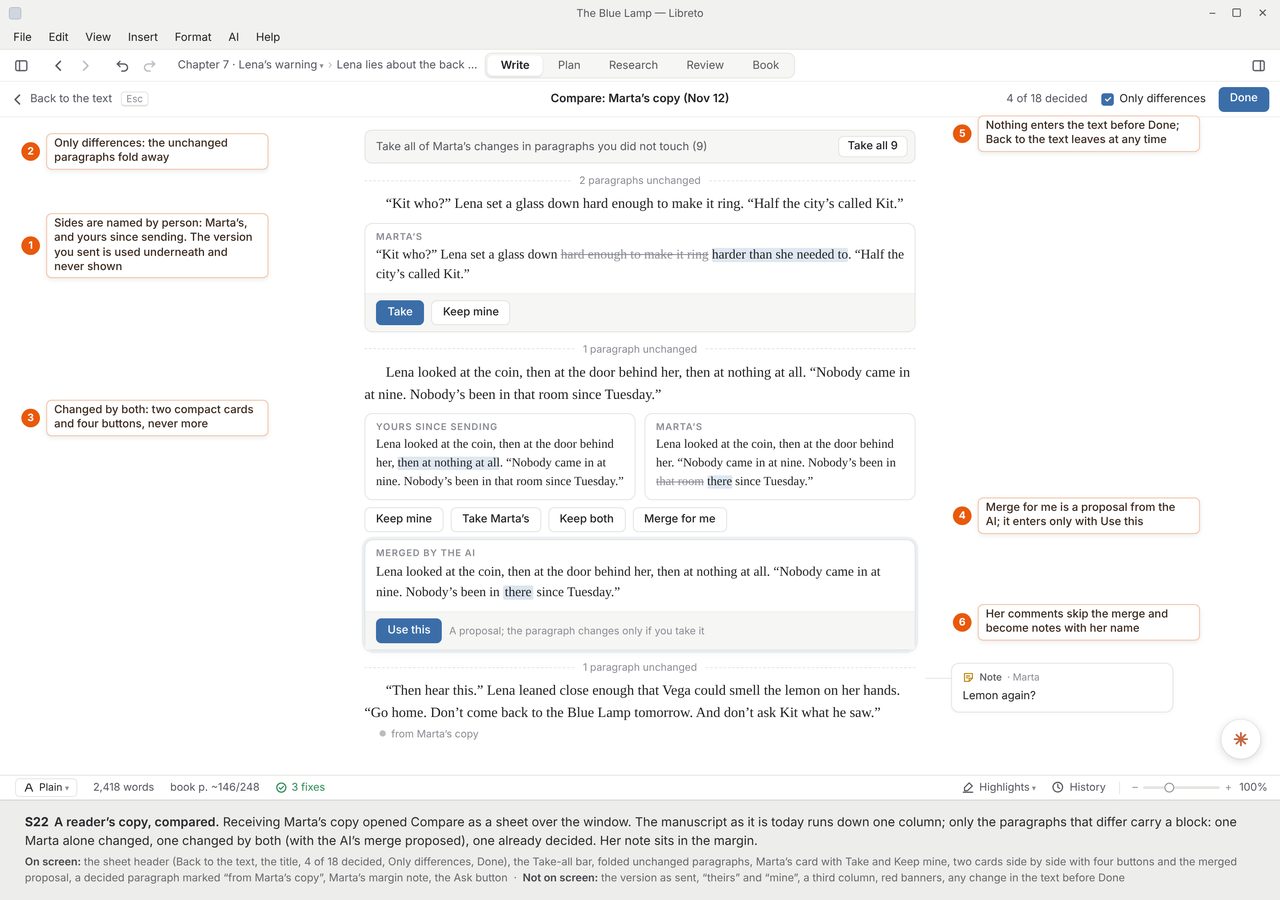 The Blue Lamp — Libreto
File Edit View Insert Format AI Help
Chapter 7 · Lena’s warning › Lena lies about the back ... Write Plan Research Review Book
Back to the text Esc Compare: Marta’s copy (Nov 12) 4 of 18 decided Only differences Done
2 Only differences: the unchanged
paragraphs fold away
5 Nothing enters the text before Done;
Back to the text leaves at any time
Take all of Marta’s changes in paragraphs you did not touch (9) Take all 9
2 paragraphs unchanged
“Kit who?” Lena set a glass down hard enough to make it ring. “Half the city’s called Kit.”
1 Sides are named by person: Marta’s,
and yours since sending. The version
you sent is used underneath and
never shown
MARTA’S
“Kit who?” Lena set a glass down hard enough to make it ring harder than she needed to. “Half the
city’s called Kit.”
Take Keep mine
1 paragraph unchanged
Lena looked at the coin, then at the door behind her, then at nothing at all. “Nobody came in
at nine. Nobody’s been in that room since Tuesday.”
3 Changed by both: two compact cards
and four buttons, never more
YOURS SINCE SENDING
Lena looked at the coin, then at the door behind
her, then at nothing at all. “Nobody came in at
nine. Nobody’s been in that room since Tuesday.”
MARTA’S
Lena looked at the coin, then at the door behind
her. “Nobody came in at nine. Nobody’s been in
that room there since Tuesday.”
Keep mine Take Marta’s Keep both Merge for me
4 Merge for me is a proposal from the
AI; it enters only with Use this
MERGED BY THE AI
Lena looked at the coin, then at the door behind her, then at nothing at all. “Nobody came in at
nine. Nobody’s been in there since Tuesday.”
Use this A proposal; the paragraph changes only if you take it
6 Her comments skip the merge and
become notes with her name
1 paragraph unchanged
“Then hear this.” Lena leaned close enough that Vega could smell the lemon on her hands.
“Go home. Don’t come back to the Blue Lamp tomorrow. And don’t ask Kit what he saw.”
from Marta’s copy
Note · Marta
Lemon again?
A Plain 2,418 words book p. ~146/248 3 fixes Highlights History − + 100%
S22 A reader’s copy, compared. Receiving Marta’s copy opened Compare as a sheet over the window. The manuscript as it is today runs down one column; only the paragraphs that differ carry a block: one
Marta alone changed, one changed by both (with the AI’s merge proposed), one already decided. Her note sits in the margin.
On screen: the sheet header (Back to the text, the title, 4 of 18 decided, Only differences, Done), the Take-all bar, folded unchanged paragraphs, Marta’s card with Take and Keep mine, two cards side by side with four buttons and the merged
proposal, a decided paragraph marked “from Marta’s copy”, Marta’s margin note, the Ask button · Not on screen: the version as sent, “theirs” and “mine”, a third column, red banners, any change in the text before Done